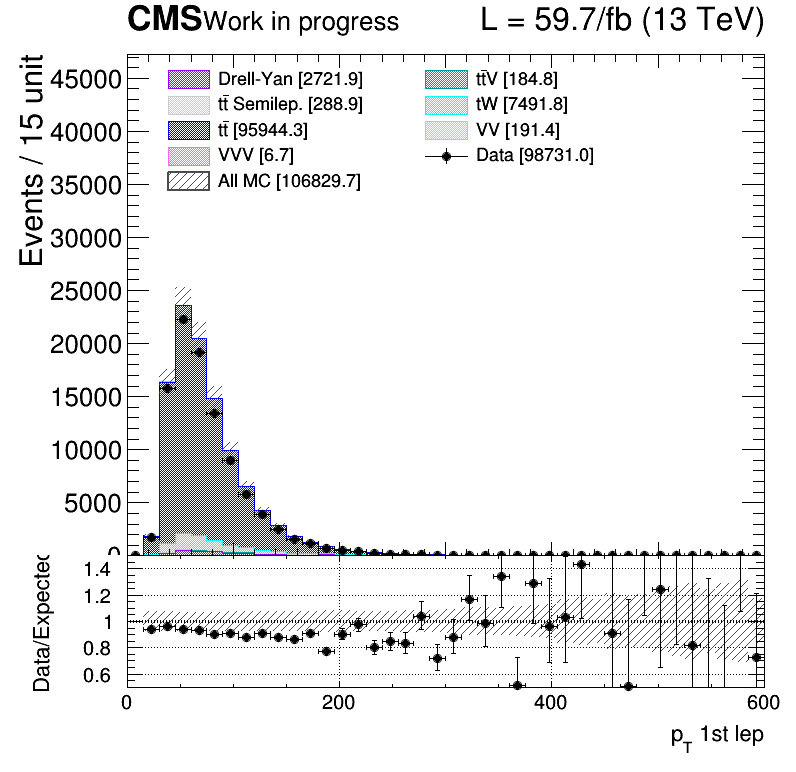 CMS Work in progress L = 59.7/fb (13 TeV)
Events / 15 unit
45000
40000
35000
30000
25000
20000
15000
10000
5000
0
Drell-Yan [2721.9]
tt̄ Semilep. [288.9]
tt̄ [95944.3]
VVV [6.7]
All MC [106829.7]
tt̄V [184.8]
tW [7491.8]
VV [191.4]
Data [98731.0]
Data/Expected
1.4
1.2
1
0.8
0.6
0 200 400 600
p_T 1st lep